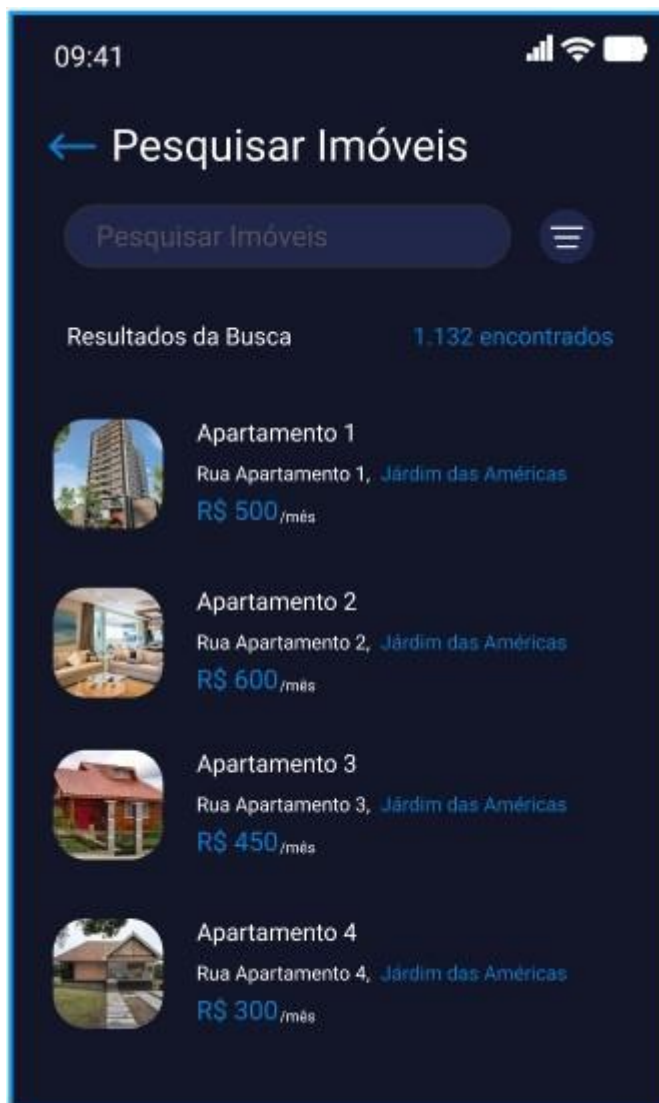 09:41
← Pesquisar Imóveis
Pesquisar Imóveis
Resultados da Busca 1.132 encontrados
Apartamento 1
Rua Apartamento 1, Járdim das Américas
R$ 500/mês
Apartamento 2
Rua Apartamento 2, Járdim das Américas
R$ 600/mês
Apartamento 3
Rua Apartamento 3, Járdim das Américas
R$ 450/mês
Apartamento 4
Rua Apartamento 4, Járdim das Américas
R$ 300/mês